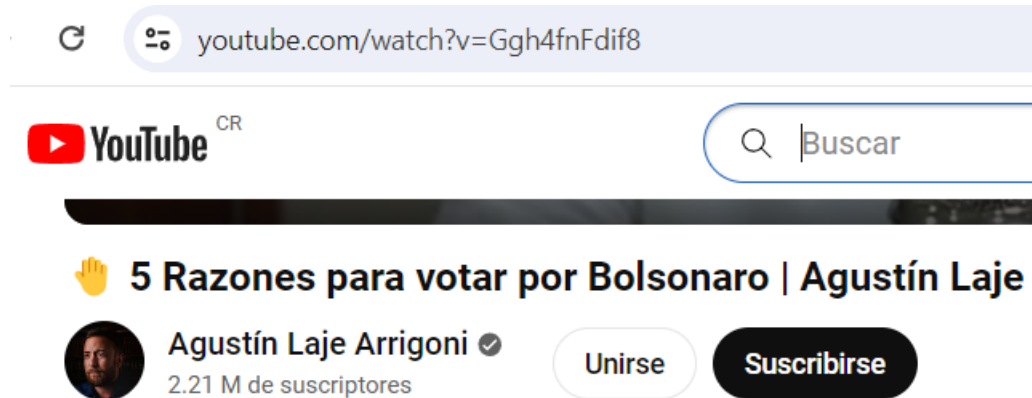 youtube.com/watch?v=Ggh4fnFdif8
YouTube CR
Buscar
5 Razones para votar por Bolsonaro | Agustín Laje
Agustín Laje Arrigoni
2.21 M de suscriptores
Unirse
Suscribirse